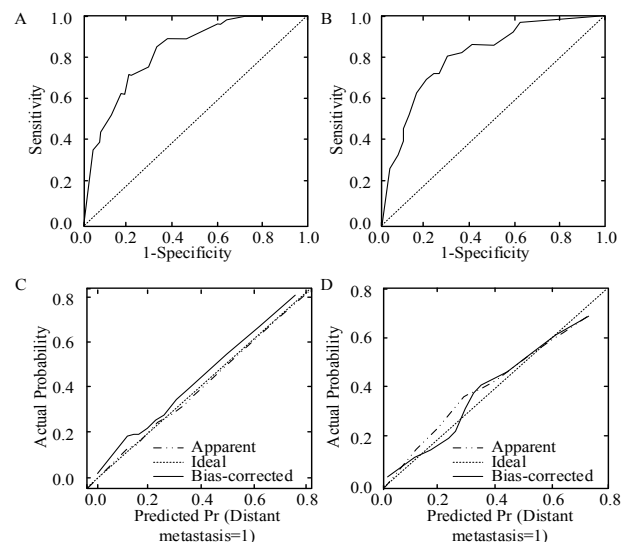 A
1.0
0.8
0.6
0.4
0.2
0.0
Sensitivity
0.0 0.2 0.4 0.6 0.8 1.0
1-Specificity
B
1.0
0.8
0.6
0.4
0.2
0.0
Sensitivity
0.0 0.2 0.4 0.6 0.8 1.0
1-Specificity
C
0.8
0.6
0.4
0.2
0.0
Actual Probability
Apparent
Ideal
Bias-corrected
0.0 0.2 0.4 0.6 0.8
Predicted Pr (Distant
metastasis=1)
D
0.8
0.6
0.4
0.2
0.0
Actual Probability
Apparent
Ideal
Bias-corrected
0.0 0.2 0.4 0.6 0.8
Predicted Pr (Distant
metastasis=1)